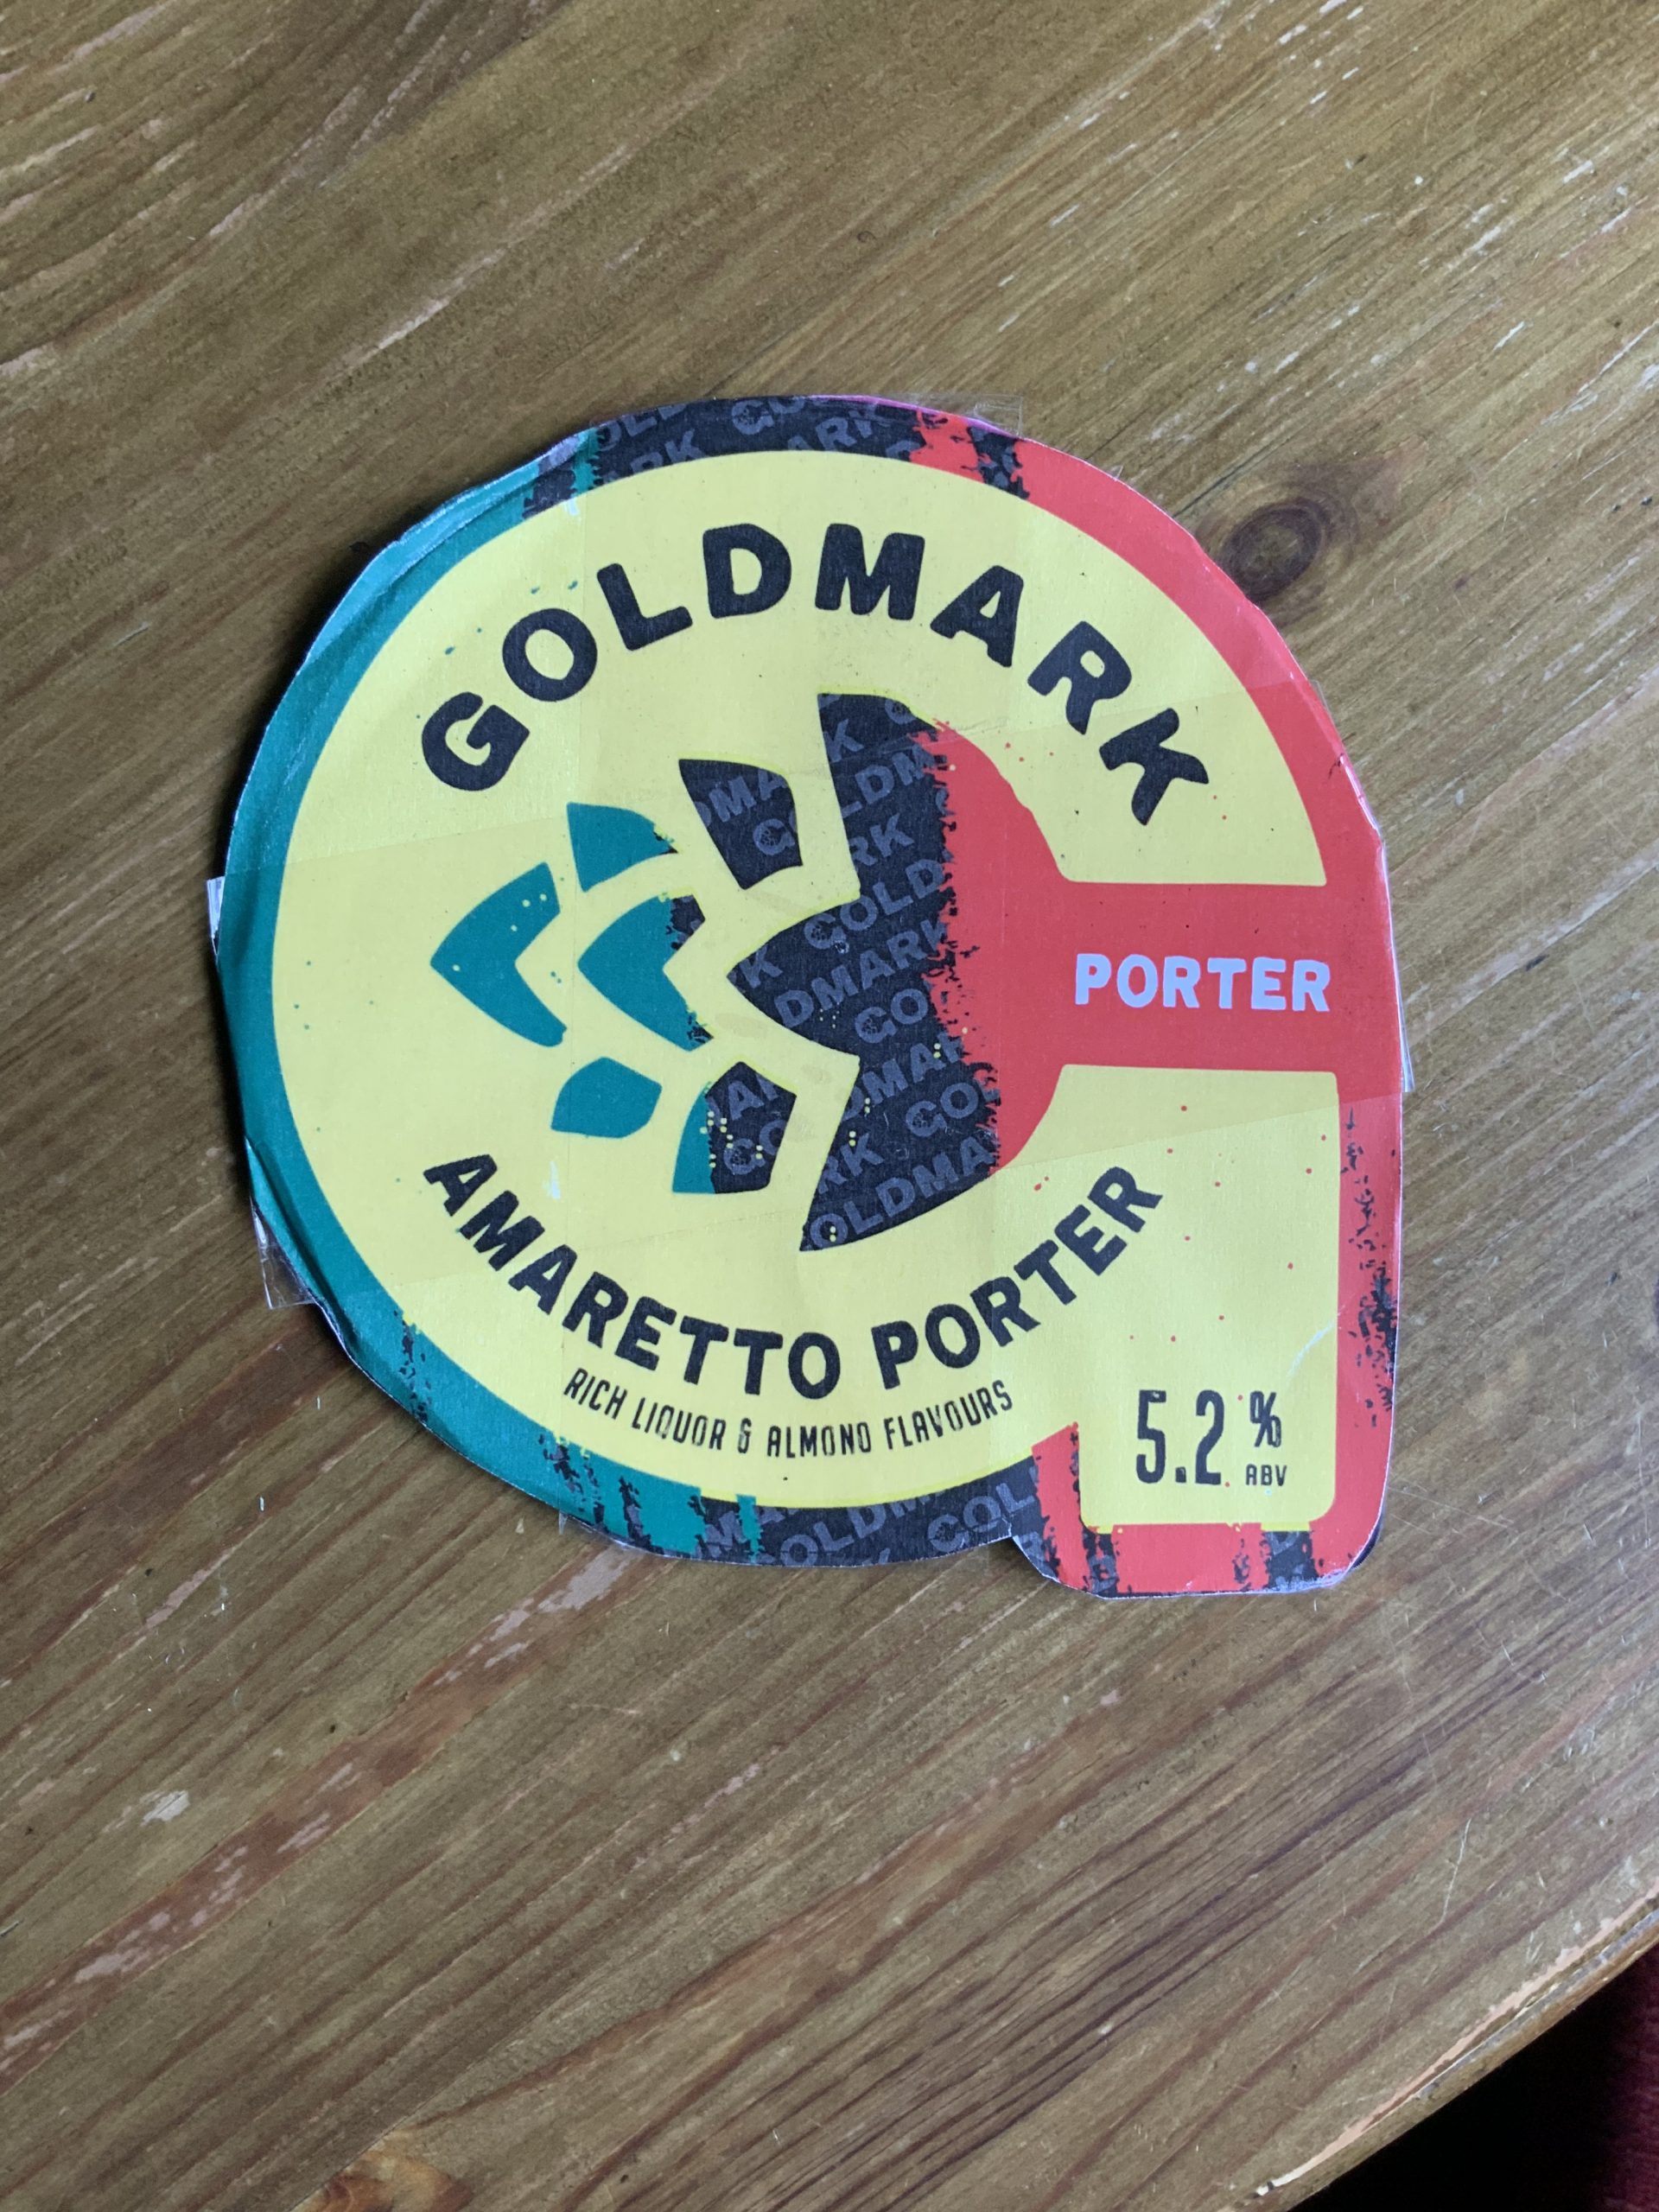 GOLDMARK
PORTER
AMARETTO PORTER
RICH LIQUOR & ALMOND FLAVOURS
5.2 %
ABV